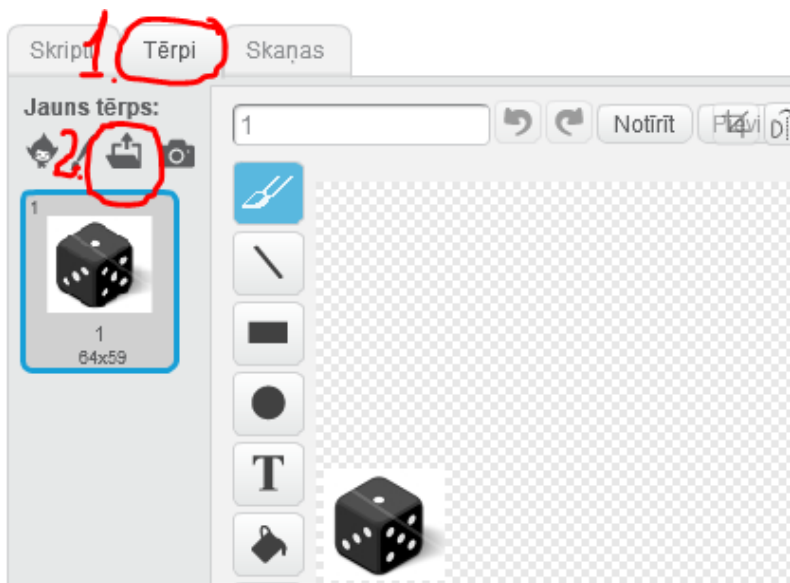 1.
Skripti Tērpi Skaņas
Jauns tērps:
2.
1
1
64x59
1 Notīrīt
T